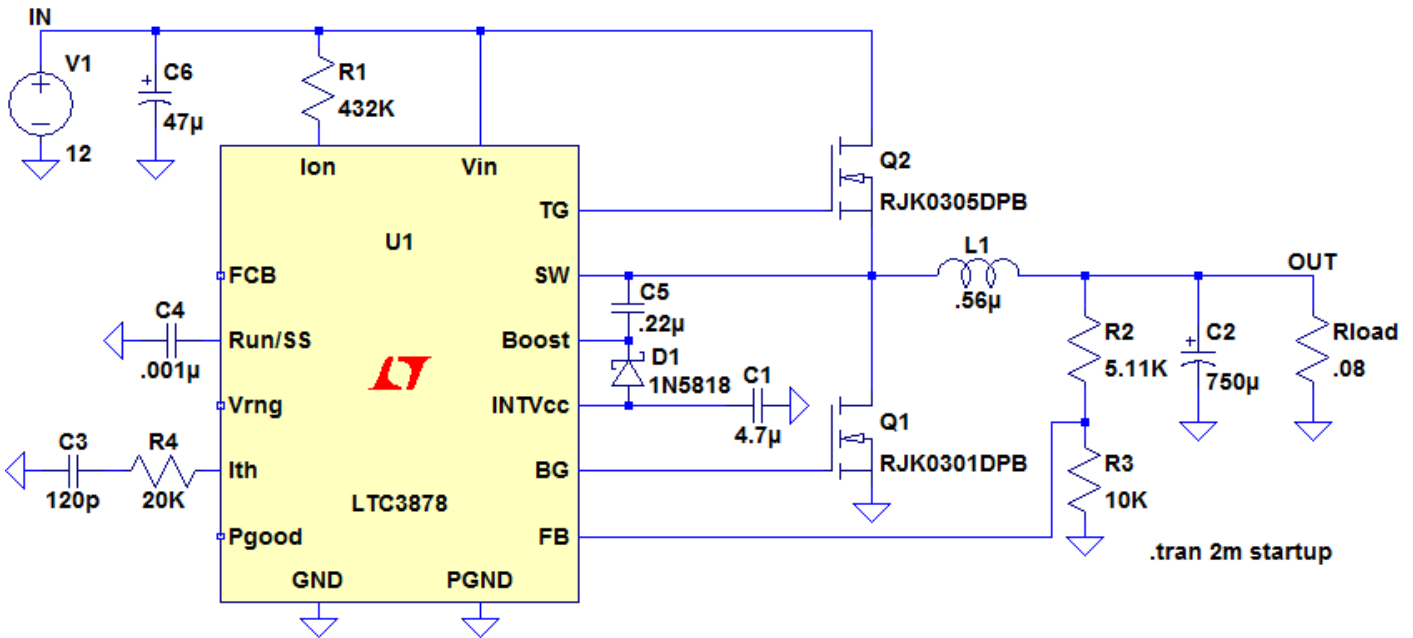 IN
V1
12
C6
47µ
R1
432K
Ion
Vin
TG
Q2
RJK0305DPB
U1
FCB
SW
L1
.56µ
OUT
C4
.001µ
Run/SS
C5
.22µ
Boost
D1
1N5818
R2
5.11K
C2
750µ
Rload
.08
Vrng
INTVcc
C1
4.7µ
Q1
RJK0301DPB
C3
120p
R4
20K
Ith
BG
R3
10K
LTC3878
Pgood
FB
.tran 2m startup
GND
PGND